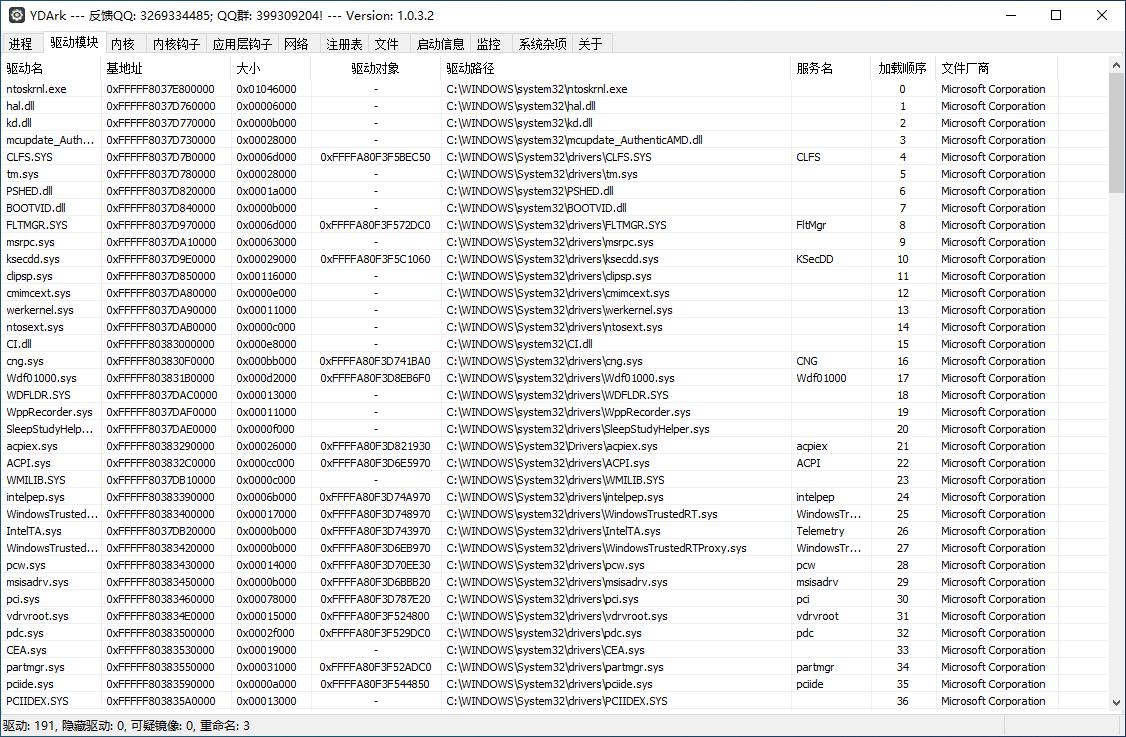 YDArk --- 反馈QQ: 3269334485; QQ群: 399309204! --- Version: 1.0.3.2
进程 驱动模块 内核 内核钩子 应用层钩子 网络 注册表 文件 启动信息 监控 系统杂项 关于
驱动名 基地址 大小 驱动对象 驱动路径 服务名 加载顺序 文件厂商
ntoskrnl.exe 0xFFFFF8037E800000 0x01046000 - C:\WINDOWS\system32\ntoskrnl.exe 0 Microsoft Corporation
hal.dll 0xFFFFF8037D760000 0x00006000 - C:\WINDOWS\system32\hal.dll 1 Microsoft Corporation
kd.dll 0xFFFFF8037D770000 0x0000b000 - C:\WINDOWS\system32\kd.dll 2 Microsoft Corporation
mcupdate_Auth... 0xFFFFF8037D730000 0x00028000 - C:\WINDOWS\system32\mcupdate_AuthenticAMD.dll 3 Microsoft Corporation
CLFS.SYS 0xFFFFF8037D7B0000 0x0006d000 0xFFFFA80F3F5BEC50 C:\WINDOWS\System32\drivers\CLFS.SYS CLFS 4 Microsoft Corporation
tm.sys 0xFFFFF8037D780000 0x00028000 - C:\WINDOWS\System32\drivers\tm.sys 5 Microsoft Corporation
PSHED.dll 0xFFFFF8037D820000 0x0001a000 - C:\WINDOWS\system32\PSHED.dll 6 Microsoft Corporation
BOOTVID.dll 0xFFFFF8037D840000 0x0000b000 - C:\WINDOWS\system32\BOOTVID.dll 7 Microsoft Corporation
FLTMGR.SYS 0xFFFFF8037D970000 0x0006d000 0xFFFFA80F3F572DC0 C:\WINDOWS\System32\drivers\FLTMGR.SYS FltMgr 8 Microsoft Corporation
msrpc.sys 0xFFFFF8037DA10000 0x00063000 - C:\WINDOWS\System32\drivers\msrpc.sys 9 Microsoft Corporation
ksecdd.sys 0xFFFFF8037D9E0000 0x00029000 0xFFFFA80F3F5C1060 C:\WINDOWS\System32\drivers\ksecdd.sys KSecDD 10 Microsoft Corporation
clipsp.sys 0xFFFFF8037D850000 0x00116000 - C:\WINDOWS\System32\drivers\clipsp.sys 11 Microsoft Corporation
cmimcext.sys 0xFFFFF8037DA80000 0x0000e000 - C:\WINDOWS\System32\drivers\cmimcext.sys 12 Microsoft Corporation
werkernel.sys 0xFFFFF8037DA90000 0x00011000 - C:\WINDOWS\System32\drivers\werkernel.sys 13 Microsoft Corporation
ntosext.sys 0xFFFFF8037DAB0000 0x0000c000 - C:\WINDOWS\System32\drivers\ntosext.sys 14 Microsoft Corporation
CI.dll 0xFFFFF80383000000 0x000e8000 - C:\WINDOWS\system32\CI.dll 15 Microsoft Corporation
cng.sys 0xFFFFF803830F0000 0x000bb000 0xFFFFA80F3D741BA0 C:\WINDOWS\System32\drivers\cng.sys CNG 16 Microsoft Corporation
Wdf01000.sys 0xFFFFF803831B0000 0x000d2000 0xFFFFA80F3D8EB6F0 C:\WINDOWS\system32\drivers\Wdf01000.sys Wdf01000 17 Microsoft Corporation
WDFLDR.SYS 0xFFFFF8037DAC0000 0x00013000 - C:\WINDOWS\system32\drivers\WDFLDR.SYS 18 Microsoft Corporation
WppRecorder.sys 0xFFFFF8037DAF0000 0x00011000 - C:\WINDOWS\system32\drivers\WppRecorder.sys 19 Microsoft Corporation
SleepStudyHelp... 0xFFFFF8037DAE0000 0x0000f000 - C:\WINDOWS\system32\drivers\SleepStudyHelper.sys 20 Microsoft Corporation
acpiex.sys 0xFFFFF80383290000 0x00026000 0xFFFFA80F3D821930 C:\WINDOWS\System32\Drivers\acpiex.sys acpiex 21 Microsoft Corporation
ACPI.sys 0xFFFFF803832C0000 0x000cc000 0xFFFFA80F3D6E5970 C:\WINDOWS\System32\drivers\ACPI.sys ACPI 22 Microsoft Corporation
WMILIB.SYS 0xFFFFF8037DB10000 0x0000c000 - C:\WINDOWS\System32\drivers\WMILIB.SYS 23 Microsoft Corporation
intelpep.sys 0xFFFFF80383390000 0x0006b000 0xFFFFA80F3D74A970 C:\WINDOWS\System32\drivers\intelpep.sys intelpep 24 Microsoft Corporation
WindowsTrusted... 0xFFFFF80383400000 0x00017000 0xFFFFA80F3D748970 C:\WINDOWS\System32\drivers\WindowsTrustedRT.sys WindowsTr... 25 Microsoft Corporation
IntelTA.sys 0xFFFFF8037DB20000 0x0000b000 0xFFFFA80F3D743970 C:\WINDOWS\System32\drivers\IntelTA.sys Telemetry 26 Microsoft Corporation
WindowsTrusted... 0xFFFFF80383420000 0x0000b000 0xFFFFA80F3D6EB970 C:\WINDOWS\System32\drivers\WindowsTrustedRTProxy.sys WindowsTr... 27 Microsoft Corporation
pcw.sys 0xFFFFF80383430000 0x00014000 0xFFFFA80F3D70EE30 C:\WINDOWS\System32\drivers\pcw.sys pcw 28 Microsoft Corporation
msisadrv.sys 0xFFFFF80383450000 0x0000b000 0xFFFFA80F3D6BBB20 C:\WINDOWS\System32\drivers\msisadrv.sys msisadrv 29 Microsoft Corporation
pci.sys 0xFFFFF80383460000 0x00078000 0xFFFFA80F3D787E20 C:\WINDOWS\System32\drivers\pci.sys pci 30 Microsoft Corporation
vdrvroot.sys 0xFFFFF803834E0000 0x00015000 0xFFFFA80F3F524800 C:\WINDOWS\System32\drivers\vdrvroot.sys vdrvroot 31 Microsoft Corporation
pdc.sys 0xFFFFF80383500000 0x0002f000 0xFFFFA80F3F529DC0 C:\WINDOWS\system32\drivers\pdc.sys pdc 32 Microsoft Corporation
CEA.sys 0xFFFFF80383530000 0x00019000 - C:\WINDOWS\system32\drivers\CEA.sys 33 Microsoft Corporation
partmgr.sys 0xFFFFF80383550000 0x00031000 0xFFFFA80F3F52ADC0 C:\WINDOWS\System32\drivers\partmgr.sys partmgr 34 Microsoft Corporation
pciide.sys 0xFFFFF80383590000 0x0000a000 0xFFFFA80F3F544850 C:\WINDOWS\System32\drivers\pciide.sys pciide 35 Microsoft Corporation
PCIIDEX.SYS 0xFFFFF803835A0000 0x00013000 - C:\WINDOWS\System32\drivers\PCIIDEX.SYS 36 Microsoft Corporation
驱动: 191, 隐藏驱动: 0, 可疑镜像: 0, 重命名: 3